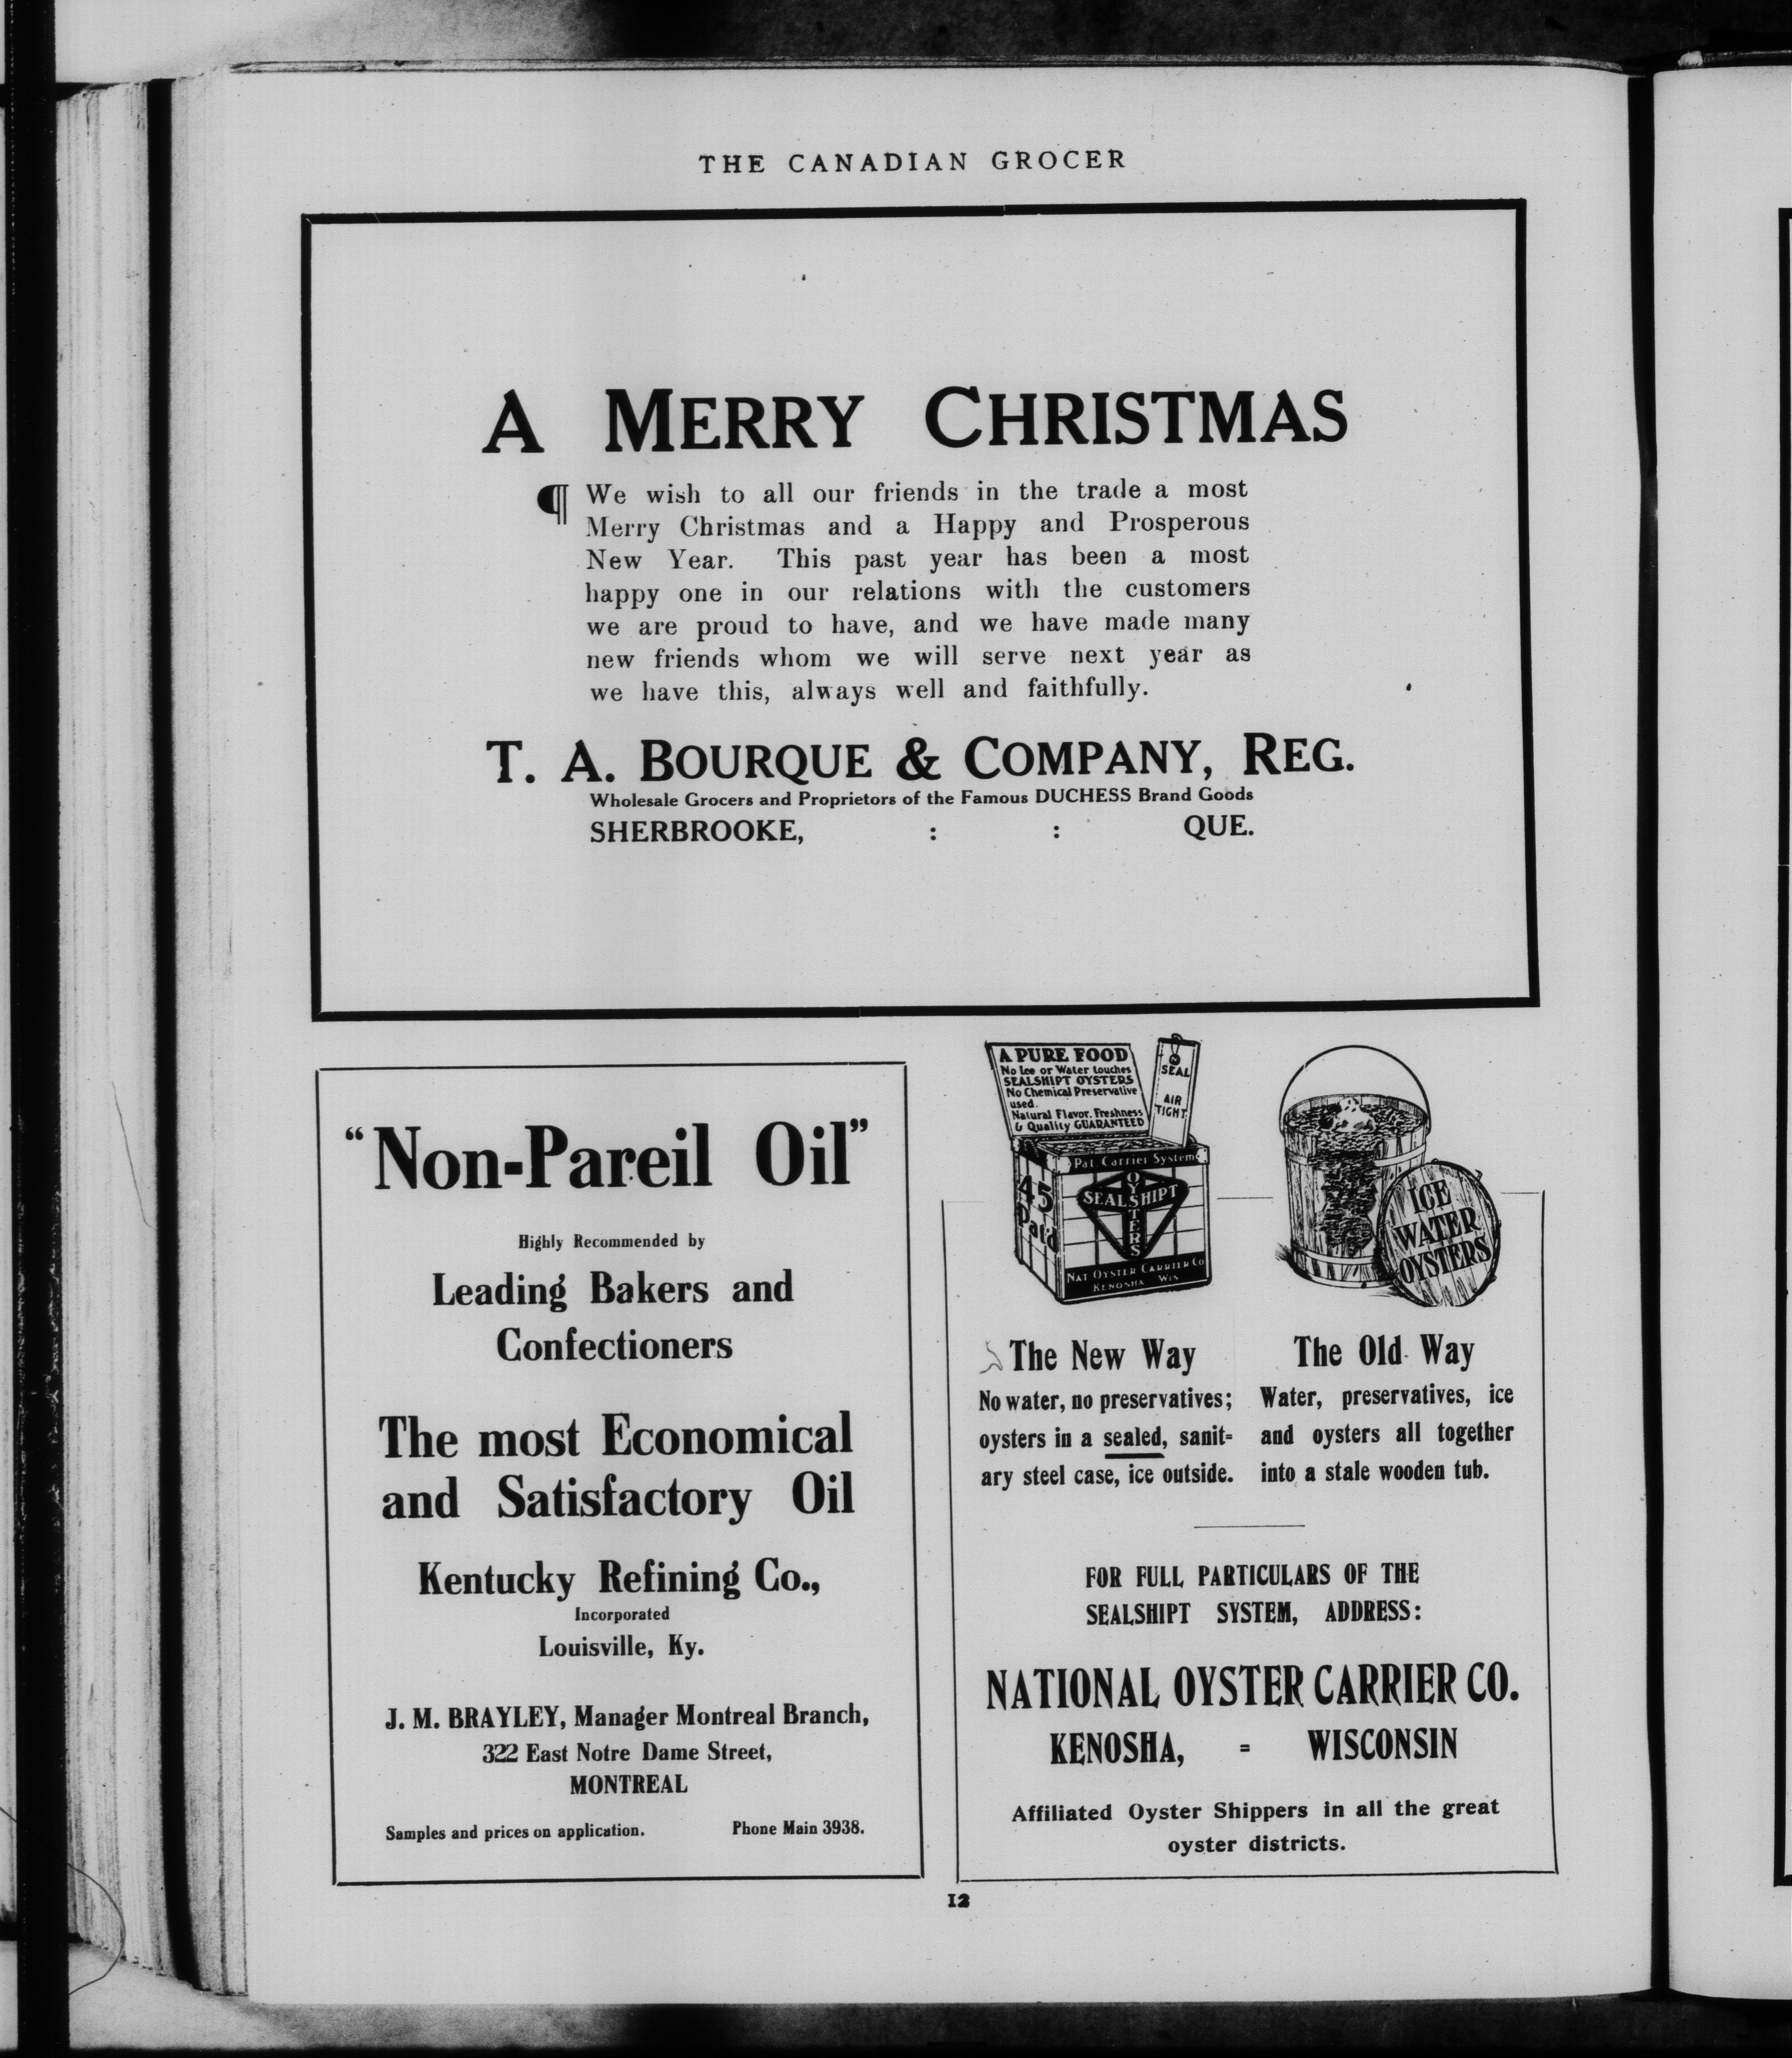 THE CANADIAN GROCER
A MERRY CHRISTMAS
¶ We wish to all our friends in the trade a most
Merry Christmas and a Happy and Prosperous
New Year. This past year has been a most
happy one in our relations with the customers
we are proud to have, and we have made many
new friends whom we will serve next year as
we have this, always well and faithfully.
T. A. BOURQUE & COMPANY, REG.
Wholesale Grocers and Proprietors of the Famous DUCHESS Brand Goods
SHERBROOKE, : : QUE.
“Non-Pareil Oil”
Highly Recommended by
Leading Bakers and
Confectioners
The most Economical
and Satisfactory Oil
Kentucky Refining Co.,
Incorporated
Louisville, Ky.
J. M. BRAYLEY, Manager Montreal Branch,
322 East Notre Dame Street,
MONTREAL
Samples and prices on application. Phone Main 3938.
A PURE FOOD
No Ice or Water touches
SEALSHIPT OYSTERS
No Chemical Preservative
used.
Natural Flavor, Freshness
& Quality GUARANTEED
SEAL
AIR
TIGHT
Pat. Carrier System
45
Pat'd
SEALSHIPT
OYSTERS
NAT OYSTER CARRIER CO
KENOSHA WIS
ICE
WATER
OYSTERS
The New Way
No water, no preservatives;
oysters in a sealed, sanit=
ary steel case, ice outside.
The Old Way
Water, preservatives, ice
and oysters all together
into a stale wooden tub.
FOR FULL PARTICULARS OF THE
SEALSHIPT SYSTEM, ADDRESS:
NATIONAL OYSTER CARRIER CO.
KENOSHA, = WISCONSIN
Affiliated Oyster Shippers in all the great
oyster districts.
12